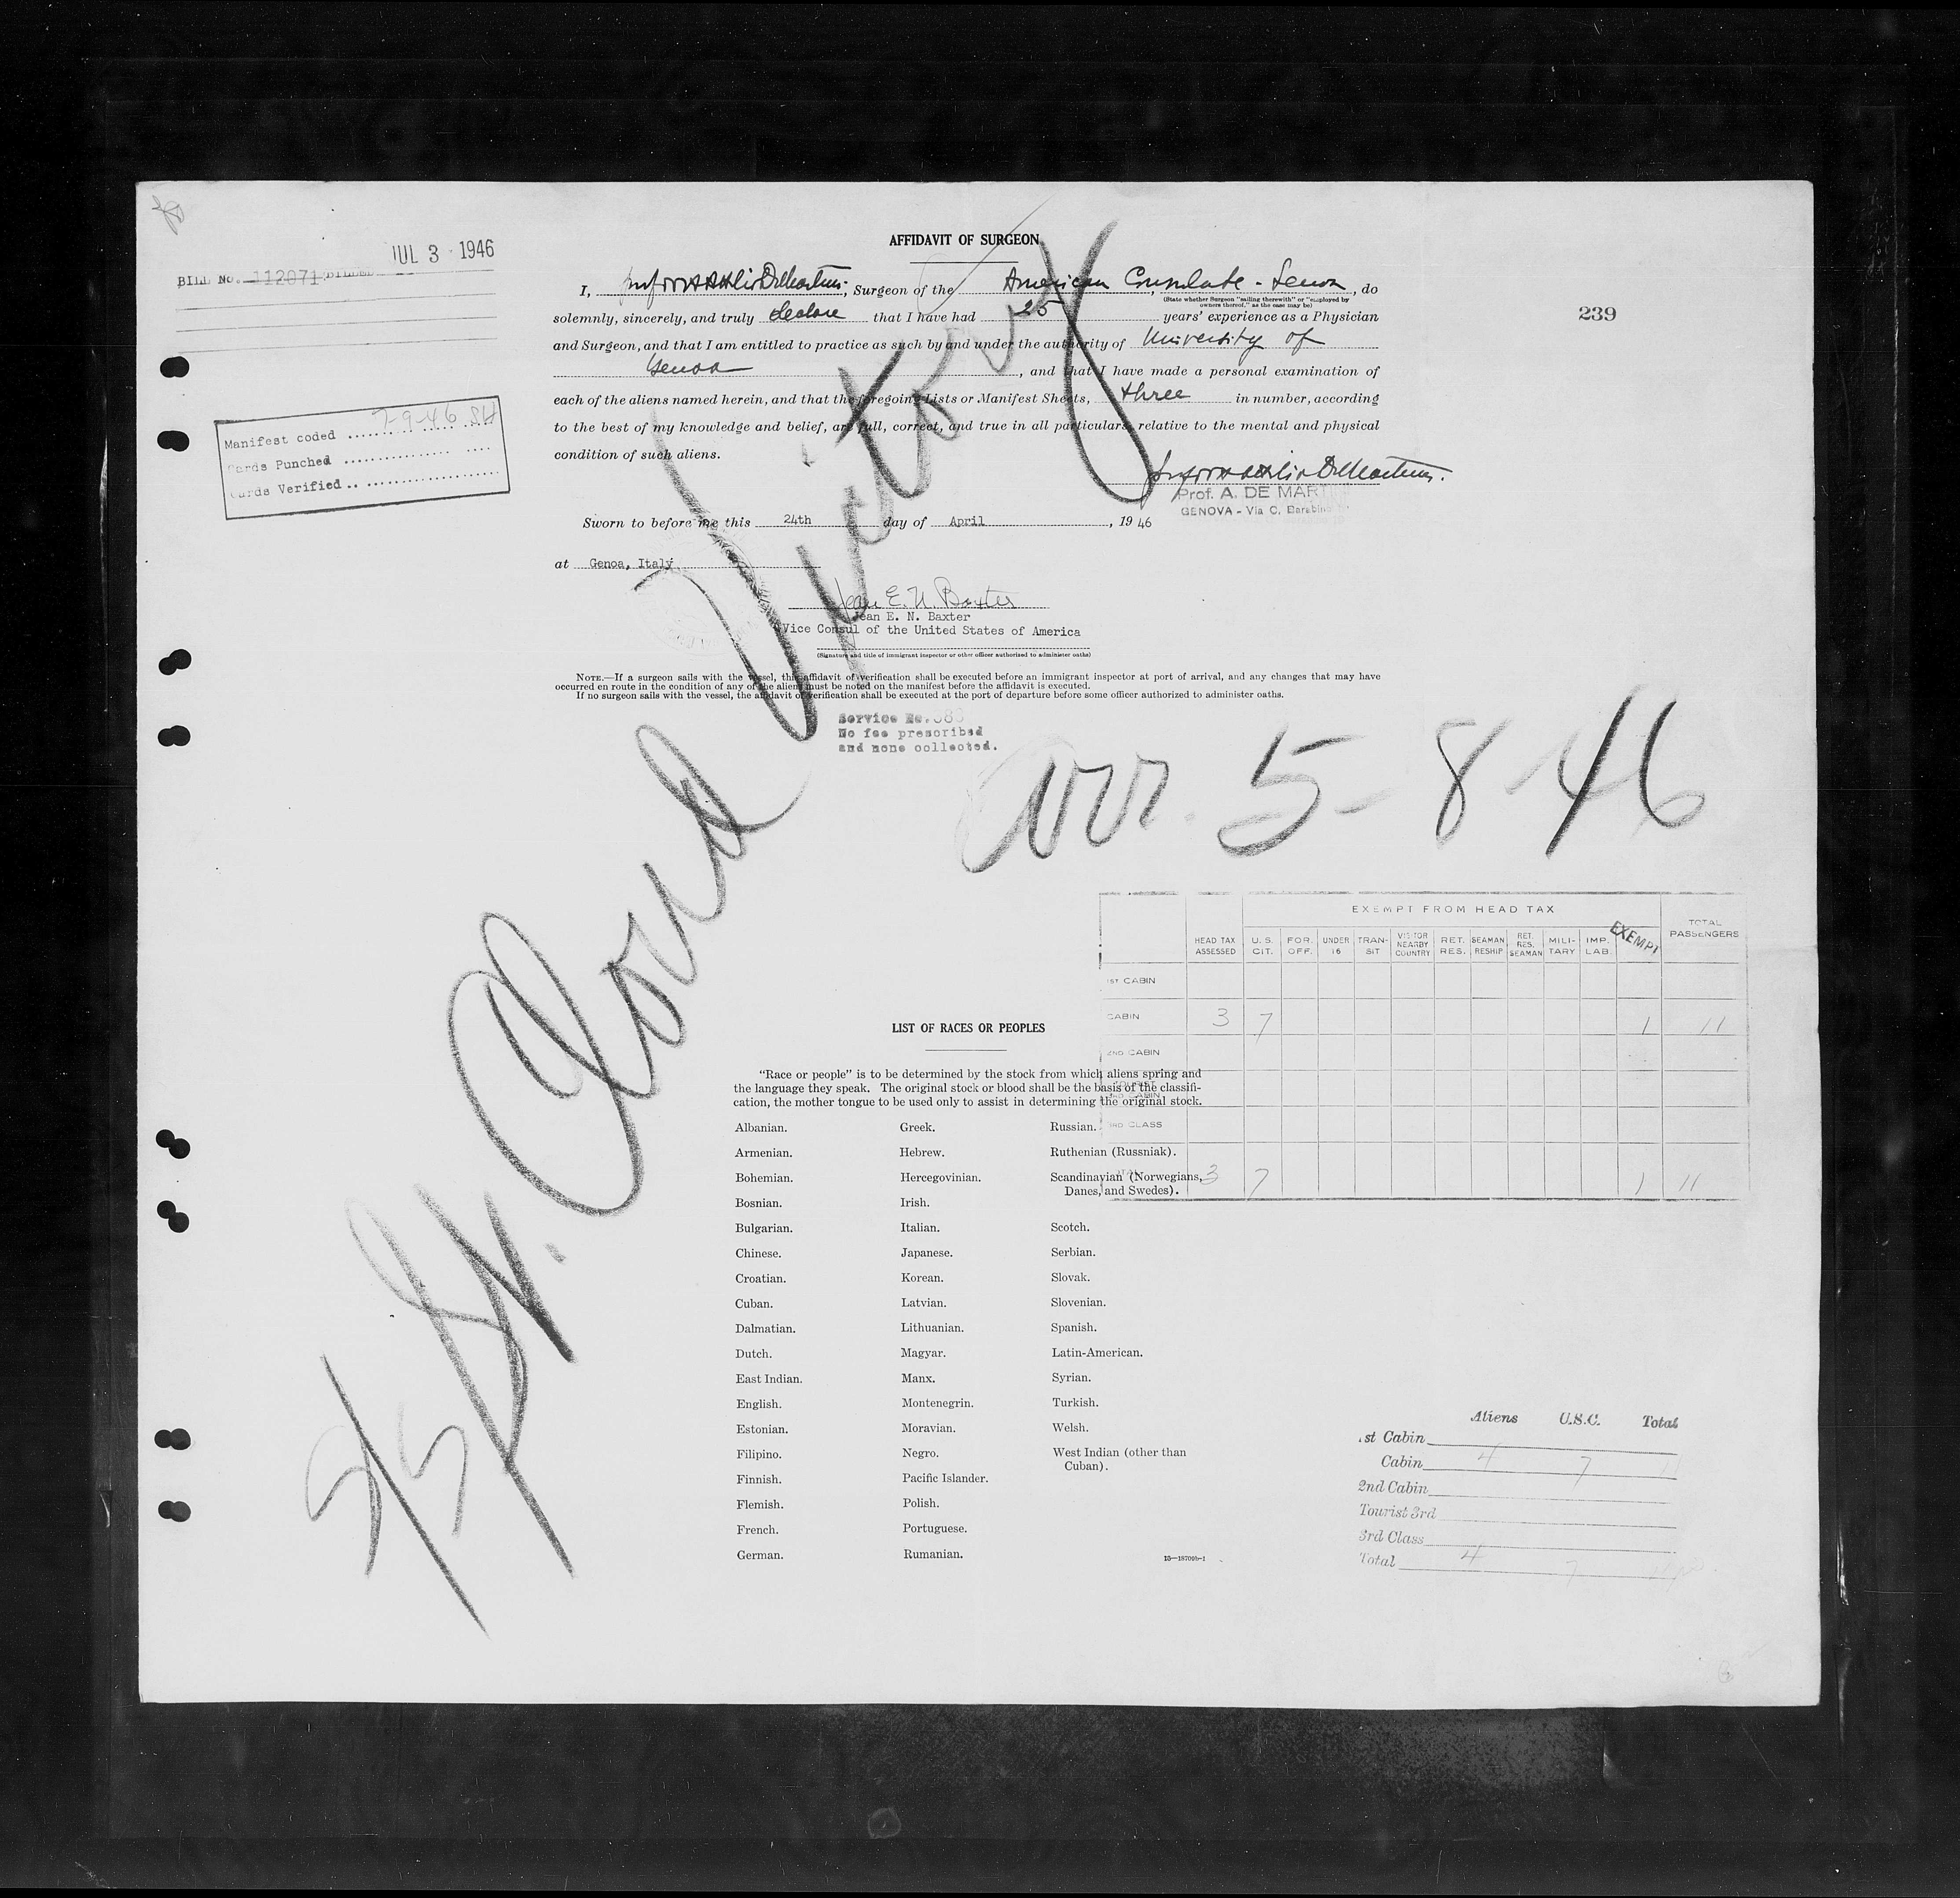 JUL 3 - 1946
BILL No. 112071 BILLED
239
AFFIDAVIT OF SURGEON
I, De Martini, Surgeon of the American Consulate - Genoa, do
(State whether Surgeon "sailing therewith" or "employed by
owners thereof," as the case may be)
solemnly, sincerely, and truly declare that I have had 25 years' experience as a Physician
and Surgeon, and that I am entitled to practice as such by and under the authority of University of
Genoa, and that I have made a personal examination of
each of the aliens named herein, and that the foregoing Lists or Manifest Sheets, three in number, according
to the best of my knowledge and belief, are full, correct, and true in all particulars, relative to the mental and physical
condition of such aliens.
Prof. A. DE MARTINI
GENOVA - Via C. Barabino
7-9-46 SH
Manifest coded
Cards Punched
Cards Verified
Sworn to before me this 24th day of April, 1946
at Genoa, Italy
Jean E. N. Baxter
Jean E. N. Baxter
Vice Consul of the United States of America
(Signature and title of immigrant inspector or other officer authorized to administer oaths)
NOTE.—If a surgeon sails with the vessel, this affidavit of verification shall be executed before an immigrant inspector at port of arrival, and any changes that may have
occurred en route in the condition of any of the aliens must be noted on the manifest before the affidavit is executed.
If no surgeon sails with the vessel, the affidavit of verification shall be executed at the port of departure before some officer authorized to administer oaths.
Service No.
No fee prescribed
and none collected.
S/S St. Cloud Victory
arr. 5-8-46
EXEMPT FROM HEAD TAX
HEAD TAX ASSESSED U.S. CIT. FOR. OFF. UNDER 16 TRANSIT VISITOR NEARBY COUNTRY RET. RES. SEAMAN RESHIP RET. RES. SEAMAN MILITARY IMP. LAB. EXEMPT TOTAL PASSENGERS
1ST CABIN
CABIN 3 7 1 11
2ND CABIN
TOURIST
3RD CABIN
3RD CLASS
TOTAL 3 7 1 11
LIST OF RACES OR PEOPLES
"Race or people" is to be determined by the stock from which aliens spring and
the language they speak. The original stock or blood shall be the basis of the classifi-
cation, the mother tongue to be used only to assist in determining the original stock.
Albanian.
Armenian.
Bohemian.
Bosnian.
Bulgarian.
Chinese.
Croatian.
Cuban.
Dalmatian.
Dutch.
East Indian.
English.
Estonian.
Filipino.
Finnish.
Flemish.
French.
German.
Greek.
Hebrew.
Hercegovinian.
Irish.
Italian.
Japanese.
Korean.
Latvian.
Lithuanian.
Magyar.
Manx.
Montenegrin.
Moravian.
Negro.
Pacific Islander.
Polish.
Portuguese.
Rumanian.
Russian.
Ruthenian (Russniak).
Scandinavian (Norwegians,
Danes, and Swedes).
Scotch.
Serbian.
Slovak.
Slovenian.
Spanish.
Latin-American.
Syrian.
Turkish.
Welsh.
West Indian (other than
Cuban).
Aliens U.S.C. Total
1st Cabin
Cabin 4 7 11
2nd Cabin
Tourist 3rd
3rd Class
Total 4 7